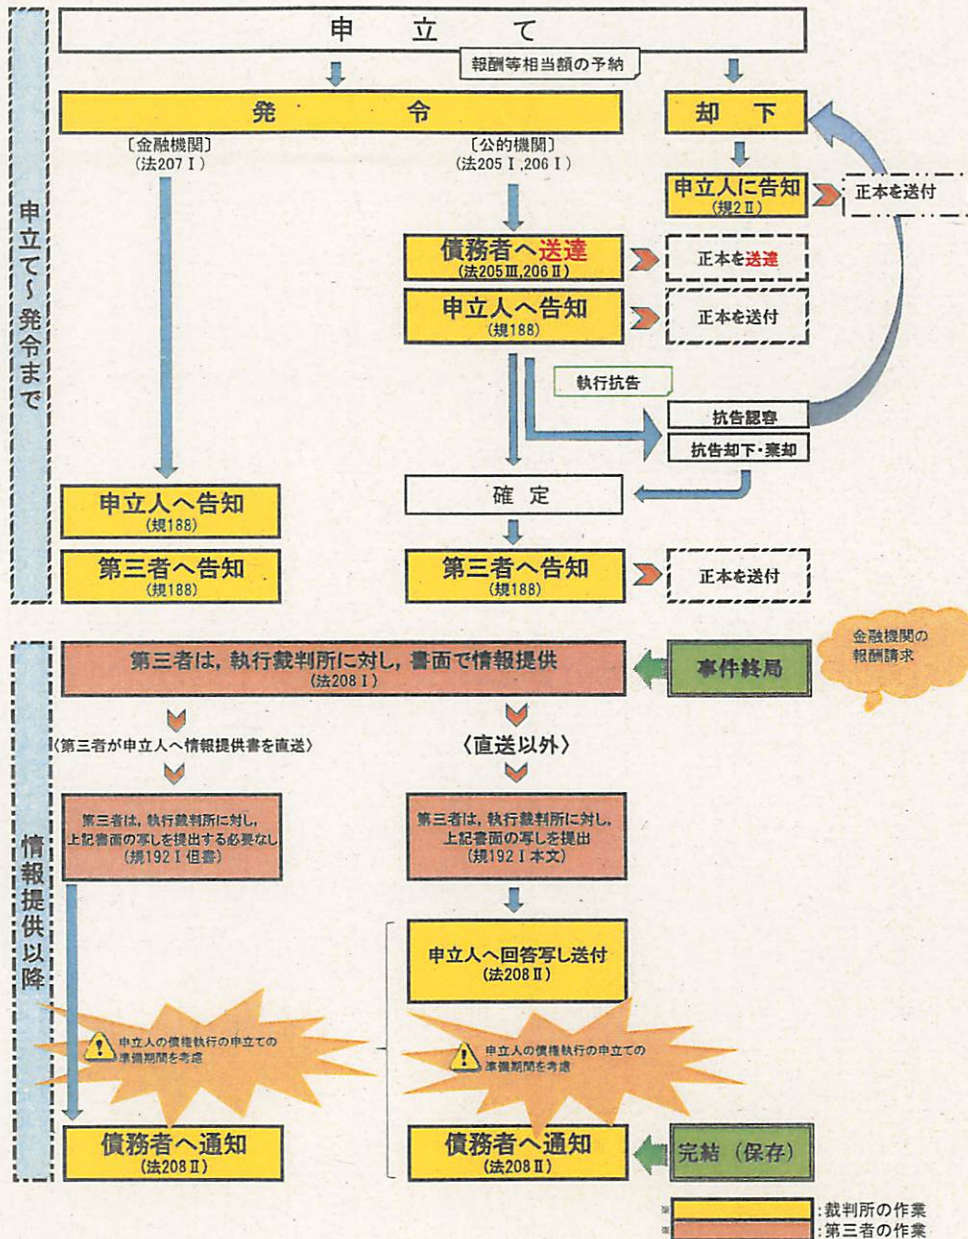 申立て
報酬等相当額の予納
発令
却下
〔金融機関〕
(法207Ⅰ)
〔公的機関〕
(法205Ⅰ,206Ⅰ)
申立人に告知
(規2Ⅱ)
正本を送付
債務者へ送達
(法205Ⅲ,206Ⅱ)
正本を送達
申立人へ告知
(規188)
正本を送付
執行抗告
抗告認容
抗告却下・棄却
確定
申立人へ告知
(規188)
第三者へ告知
(規188)
第三者へ告知
(規188)
正本を送付
申立て～発令まで
第三者は,執行裁判所に対し,書面で情報提供
(法208Ⅰ)
事件終局
金融機関の
報酬請求
〈第三者が申立人へ情報提供書を直送〉
〈直送以外〉
第三者は,執行裁判所に対し,
上記書面の写しを提出する必要なし
(規192Ⅰ但書)
第三者は,執行裁判所に対し,
上記書面の写しを提出
(規192Ⅰ本文)
申立人へ回答写し送付
(法208Ⅱ)
申立人の債権執行の申立ての
準備期間を考慮
申立人の債権執行の申立ての
準備期間を考慮
債務者へ通知
(法208Ⅱ)
債務者へ通知
(法208Ⅱ)
完結(保存)
情報提供以降
※ :裁判所の作業
※ :第三者の作業